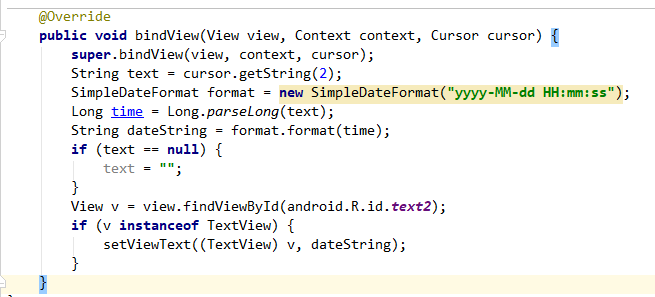 @Override
public void bindView(View view, Context context, Cursor cursor) {
super.bindView(view, context, cursor);
String text = cursor.getString(2);
SimpleDateFormat format = new SimpleDateFormat("yyyy-MM-dd HH:mm:ss");
Long time = Long.parseLong(text);
String dateString = format.format(time);
if (text == null) {
text = "";
}
View v = view.findViewById(android.R.id.text2);
if (v instanceof TextView) {
setViewText((TextView) v, dateString);
}
}